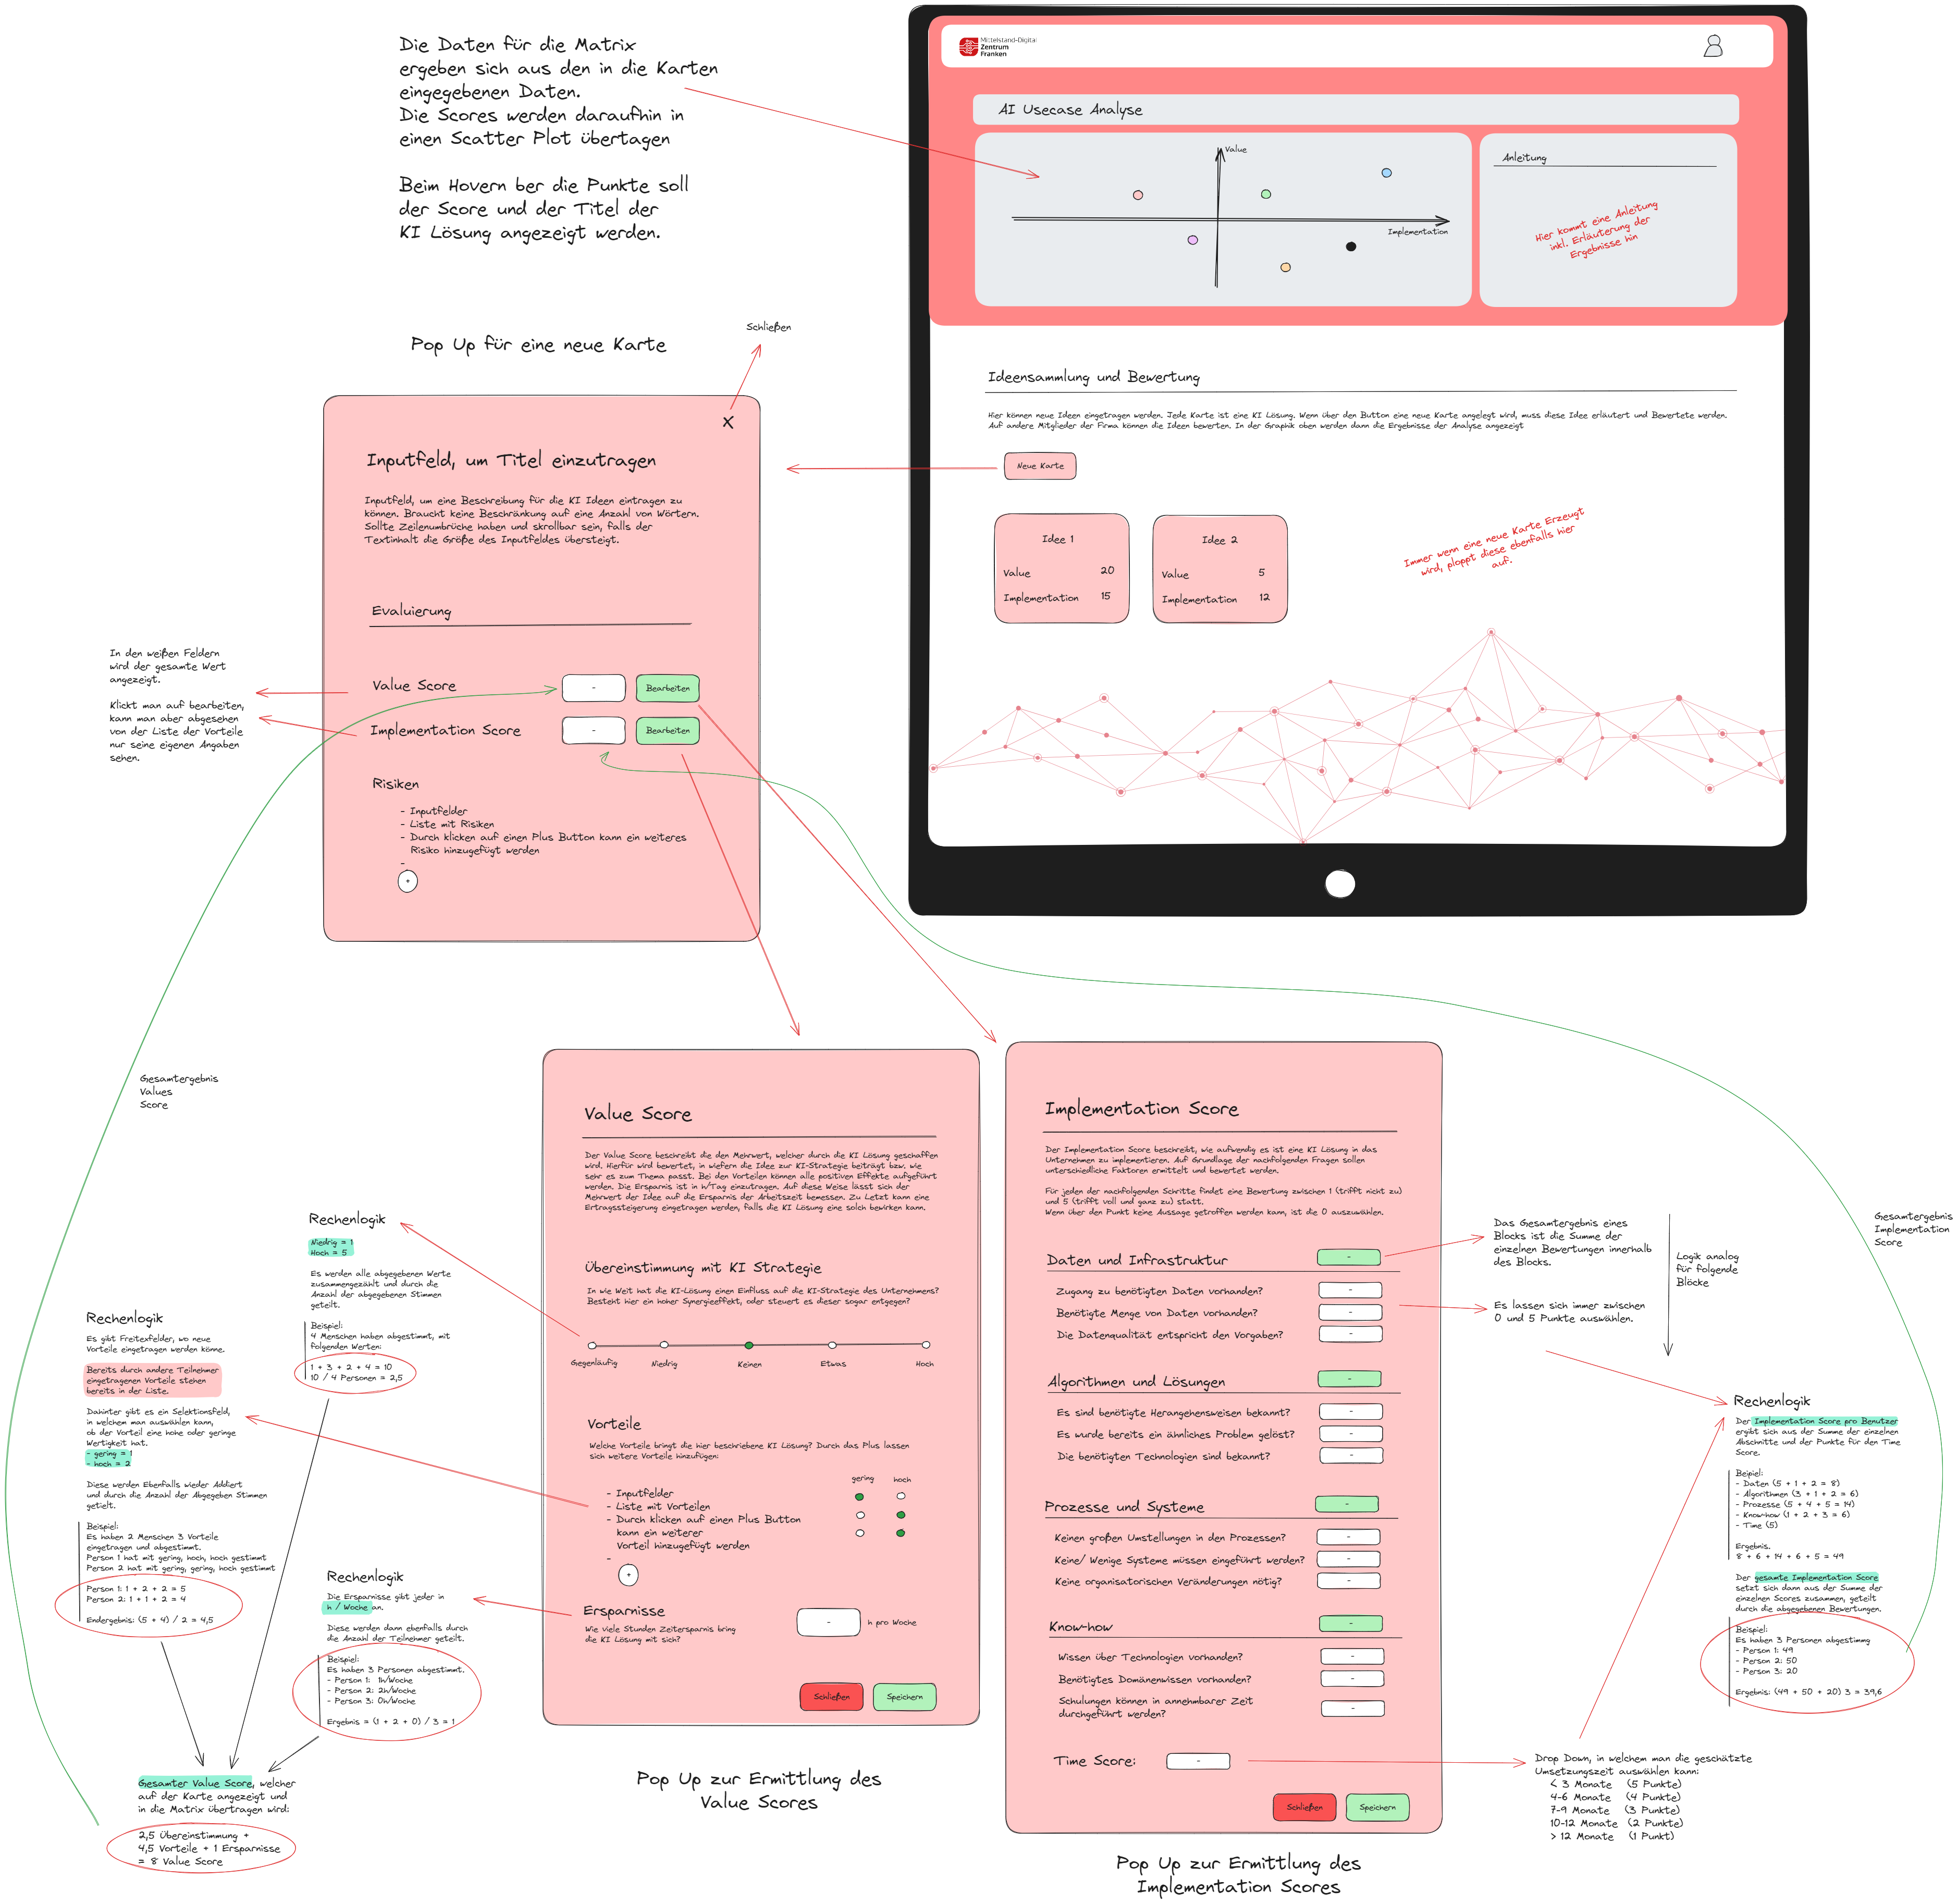 Die Daten für die Matrix
ergeben sich aus den in die Karten
eingegebenen Daten.
Die Scores werden daraufhin in
einen Scatter Plot übertagen
Beim Hovern ber die Punkte soll
der Score und der Titel der
KI Lösung angezeigt werden.
Mittelstand-Digital
Zentrum
Franken
AI Usecase Analyse
Value
Implementation
Anleitung
Hier kommt eine Anleitung
inkl. Erläuterung der
Ergebnisse hin
Ideensammlung und Bewertung
Hier können neue Ideen eingetragen werden. Jede Karte ist eine KI Lösung. Wenn über den Button eine neue Karte angelegt wird, muss diese Idee erläutert und Bewertete werden.
Auf andere Mitglieder der Firma können die Ideen bewerten. In der Graphik oben werden dann die Ergebnisse der Analyse angezeigt
Neue Karte
Idee 1
Value 20
Implementation 15
Idee 2
Value 5
Implementation 12
Immer wenn eine neue Karte Erzeugt
wird, ploppt diese ebenfalls hier
auf.
Pop Up für eine neue Karte
Schließen
X
Inputfeld, um Titel einzutragen
Inputfeld, um eine Beschreibung für die KI Ideen eintragen zu
können. Braucht keine Beschränkung auf eine Anzahl von Wörtern.
Sollte Zeilenumbrüche haben und skrollbar sein, falls der
Textinhalt die Größe des Inputfeldes übersteigt.
Evaluierung
Value Score - Bearbeiten
Implementation Score - Bearbeiten
Risiken
- Inputfelder
- Liste mit Risiken
- Durch klicken auf einen Plus Button kann ein weiteres
Risiko hinzugefügt werden
-
+
In den weißen Feldern
wird der gesamte Wert
angezeigt.
Klickt man auf bearbeiten,
kann man aber abgesehen
von der Liste der Vorteile
nur seine eigenen Angaben
sehen.
Gesamtergebnis
Values
Score
Value Score
Der Value Score beschreibt die den Mehrwert, welcher durch die KI Lösung geschaffen
wird. Hierfür wird bewertet, in wiefern die Idee zur KI-Strategie beiträgt bzw. wie
sehr es zum Thema passt. Bei den Vorteilen können alle positiven Effekte aufgeführt
werden. Die Ersparnis ist in h/Tag einzutragen. Auf diese Weise lässt sich der
Mehrwert der Idee auf die Ersparnis der Arbeitszeit bemessen. Zu Letzt kann eine
Ertragssteigerung eingetragen werden, falls die KI Lösung eine solch bewirken kann.
Übereinstimmung mit KI Strategie
In wie Weit hat die KI-Lösung einen Einfluss auf die KI-Strategie des Unternehmens?
Besteht hier ein hoher Synergieeffekt, oder steuert es dieser sogar entgegen?
Gegenläufig Niedrig Keinen Etwas Hoch
Vorteile
Welche Vorteile bringt die hier beschriebene KI Lösung? Durch das Plus lassen
sich weitere Vorteile hinzufügen:
gering hoch
- Inputfelder
- Liste mit Vorteilen
- Durch klicken auf einen Plus Button
kann ein weiterer
Vorteil hinzugefügt werden
-
+
Ersparnisse
Wie viele Stunden Zeitersparnis bring
die KI Lösung mit sich?
- h pro Woche
Schließen Speichern
Pop Up zur Ermittlung des
Value Scores
Rechenlogik
Niedrig = 1
Hoch = 5
Es werden alle abgegebenen Werte
zusammengezählt und durch die
Anzahl der abgegebenen Stimmen
geteilt.
Beispiel:
4 Menschen haben abgestimmt, mit
folgenden Werten:
1 + 3 + 2 + 4 = 10
10 / 4 Personen = 2,5
Rechenlogik
Es gibt Freitexfelder, wo neue
Vorteile eingetragen werden könne.
Bereits durch andere Teilnehmer
eingetragenen Vorteile stehen
bereits in der Liste.
Dahinter gibt es ein Selektionsfeld,
in welchem man auswählen kann,
ob der Vorteil eine hohe oder geringe
Wertigkeit hat.
- gering = 1
- hoch = 2
Diese werden Ebenfalls wieder Addiert
und durch die Anzahl der Abgegeben Stimmen
getielt.
Beispiel:
Es haben 2 Menschen 3 Vorteile
eingetragen und abgestimmt.
Person 1 hat mit gering, hoch, hoch gestimmt
Person 2 hat mit gering, gering, hoch gestimmt
Person 1: 1 + 2 + 2 = 5
Person 2: 1 + 1 + 2 = 4
Endergebnis: (5 + 4) / 2 = 4,5
Rechenlogik
Die Ersparnisse gibt jeder in
h / Woche an.
Diese werden dann ebenfalls durch
die Anzahl der Teilnehmer geteilt.
Beispiel:
Es haben 3 Personen abgestimmt.
- Person 1: 1h/Woche
- Person 2: 2h/Woche
- Person 3: 0h/Woche
Ergebnis = (1 + 2 + 0) / 3 = 1
Gesamter Value Score, welcher
auf der Karte angezeigt und
in die Matrix übertragen wird:
2,5 Übereinstimmung +
4,5 Vorteile + 1 Ersparnisse
= 8 Value Score
Implementation Score
Der Implementation Score beschreibt, wie aufwendig es ist eine KI Lösung in das
Unternehmen zu implementieren. Auf Grundlage der nachfolgenden Fragen sollen
unterschiedliche Faktoren ermittelt und bewertet werden.
Für jeden der nachfolgenden Schritte findet eine Bewertung zwischen 1 (trifft nicht zu)
und 5 (trifft voll und ganz zu) statt.
Wenn über den Punkt keine Aussage getroffen werden kann, ist die 0 auszuwählen.
Daten und Infrastruktur -
Zugang zu benötigten Daten vorhanden? -
Benötigte Menge von Daten vorhanden? -
Die Datenqualität entspricht den Vorgaben? -
Algorithmen und Lösungen -
Es sind benötigte Herangehensweisen bekannt? -
Es wurde bereits ein ähnliches Problem gelöst? -
Die benötigten Technologien sind bekannt? -
Prozesse und Systeme -
Keinen großen Umstellungen in den Prozessen? -
Keine/ Wenige Systeme müssen eingeführt werden? -
Keine organisatorischen Veränderungen nötig? -
Know-how -
Wissen über Technologien vorhanden? -
Benötigtes Domänenwissen vorhanden? -
Schulungen können in annehmbarer Zeit
durchgeführt werden? -
Time Score: -
Schließen Speichern
Pop Up zur Ermittlung des
Implementation Scores
Das Gesamtergebnis eines
Blocks ist die Summe der
einzelnen Bewertungen innerhalb
des Blocks.
Es lassen sich immer zwischen
0 und 5 Punkte auswählen.
Logik analog
für folgende
Blöcke
Gesamtergebnis
Implementation
Score
Rechenlogik
Der Implementation Score pro Benutzer
ergibt sich aus der Summe der einzelnen
Abschnitte und der Punkte für den Time
Score.
Beipiel:
- Daten (5 + 1 + 2 = 8)
- Algorithmen (3 + 1 + 2 = 6)
- Prozesse (5 + 4 + 5 = 14)
- Know-how (1 + 2 + 3 = 6)
- Time (5)
Ergebnis.
8 + 6 + 14 + 6 + 5 = 49
Der gesamte Implementation Score
setzt sich dann aus der Summe der
einzelnen Scores zusammen, geteilt
durch die abgegebenen Bewertungen.
Beispiel:
Es haben 3 Personen abgestimmg
- Person 1: 49
- Person 2: 50
- Person 3: 20
Ergebnis: (49 + 50 + 20) 3 = 39,6
Drop Down, in welchem man die geschätzte
Umsetzungszeit auswählen kann:
< 3 Monate (5 Punkte)
4-6 Monate (4 Punkte)
7-9 Monate (3 Punkte)
10-12 Monate (2 Punkte)
> 12 Monate (1 Punkt)